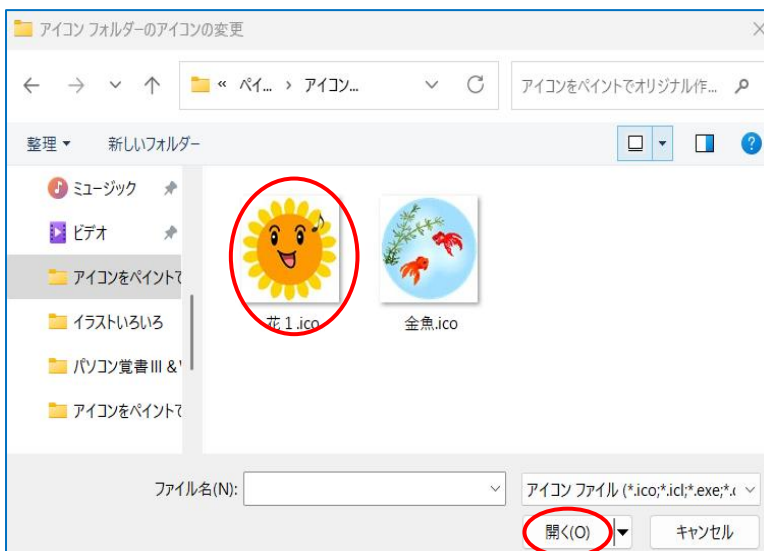 アイコン フォルダーのアイコンの変更
« ペイ... › アイコン...
アイコンをペイントでオリジナル作...
整理
新しいフォルダー
ミュージック
ビデオ
アイコンをペイントで
イラストいろいろ
パソコン覚書Ⅲ &
アイコンをペイントで
花１.ico
金魚.ico
ファイル名(N):
アイコン ファイル (*.ico;*.icl;*.exe;*.
開く(O)
キャンセル